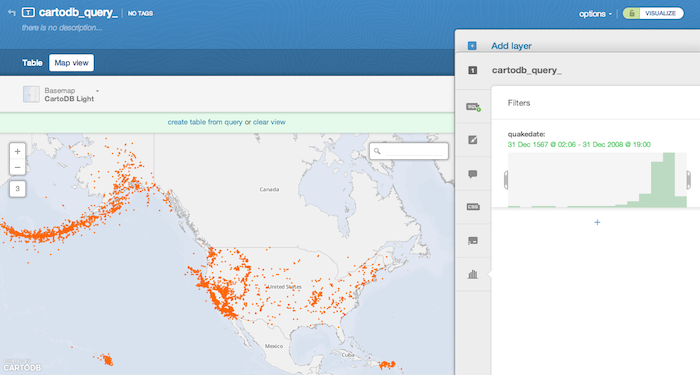 cartodb_query_ NO TAGS
there is no description...
options
VISUALIZE
Table Map view
Add layer
1 cartodb_query_
Basemap
CartoDB Light
SQL
Filters
create table from query or clear view
quakedate:
31 Dec 1567 @ 02:06 - 31 Dec 2008 @ 19:00
+
−
3
Canada
CSS
+
United States
Mexico
Cuba
CARTODB